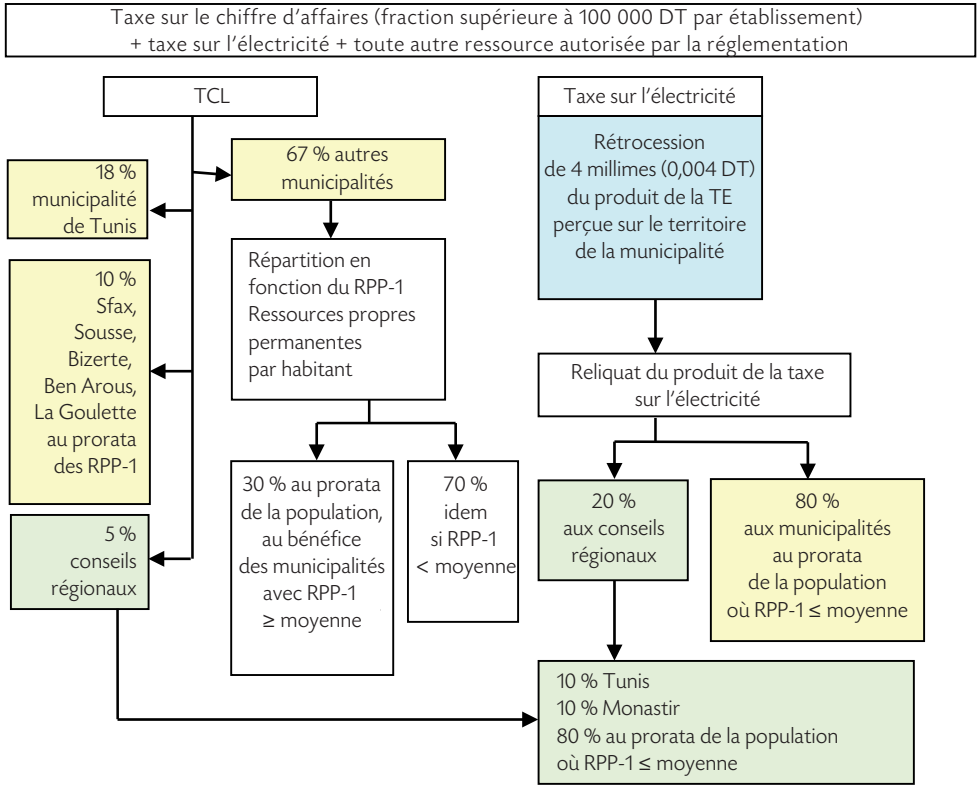 Taxe sur le chiffre d'affaires (fraction supérieure à 100 000 DT par établissement)
+ taxe sur l'électricité + toute autre ressource autorisée par la réglementation
TCL
67 % autres
municipalités
18 %
municipalité
de Tunis
10 %
Sfax,
Sousse,
Bizerte,
Ben Arous,
La Goulette
au prorata
des RPP-1
5 %
conseils
régionaux
Répartition en
fonction du RPP-1
Ressources propres
permanentes
par habitant
30 % au prorata
de la population,
au bénéfice
des municipalités
avec RPP-1
≥ moyenne
70 %
idem
si RPP-1
< moyenne
Taxe sur l'électricité
Rétrocession
de 4 millimes (0,004 DT)
du produit de la TE
perçue sur le territoire
de la municipalité
Reliquat du produit de la taxe
sur l'électricité
20 %
aux conseils
régionaux
80 %
aux municipalités
au prorata
de la population
où RPP-1 ≤ moyenne
10 % Tunis
10 % Monastir
80 % au prorata de la population
où RPP-1 ≤ moyenne